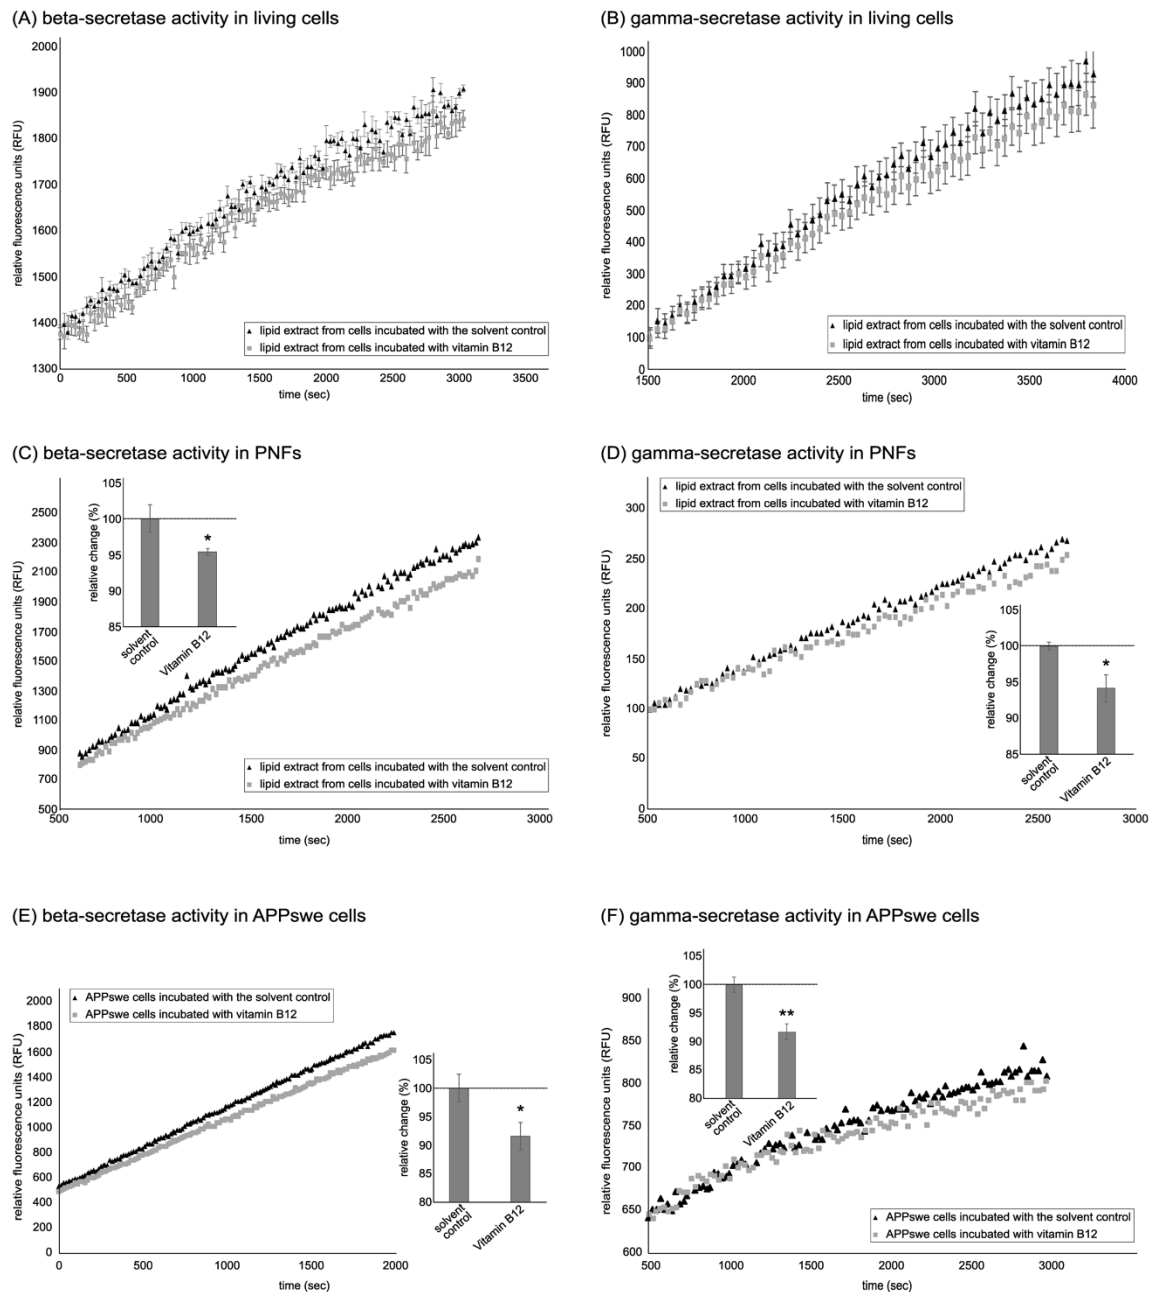 (A) beta-secretase activity in living cells
relative fluorescence units (RFU)
2000
1900
1800
1700
1600
1500
1400
1300
0
500
1000
1500
2000
2500
3000
3500
time (sec)
lipid extract from cells incubated with the solvent control
lipid extract from cells incubated with vitamin B12
(B) gamma-secretase activity in living cells
relative fluorescence units (RFU)
1000
900
800
700
600
500
400
300
200
100
0
1500
2000
2500
3000
3500
4000
time (sec)
lipid extract from cells incubated with the solvent control
lipid extract from cells incubated with vitamin B12
(C) beta-secretase activity in PNFs
relative fluorescence units (RFU)
2500
2300
2100
1900
1700
1500
1300
1100
900
700
500
500
1000
1500
2000
2500
3000
time (sec)
relative change (%)
105
100
95
90
85
*
solvent
control
Vitamin B12
lipid extract from cells incubated with the solvent control
lipid extract from cells incubated with vitamin B12
(D) gamma-secretase activity in PNFs
lipid extract from cells incubated with the solvent control
lipid extract from cells incubated with vitamin B12
relative fluorescence units (RFU)
300
250
200
150
100
50
0
500
1000
1500
2000
2500
3000
time (sec)
relative change (%)
105
100
95
90
85
*
solvent
control
Vitamin B12
(E) beta-secretase activity in APPswe cells
APPswe cells incubated with the solvent control
APPswe cells incubated with vitamin B12
relative fluorescence units (RFU)
2000
1800
1600
1400
1200
1000
800
600
400
200
0
0
500
1000
1500
2000
time (sec)
relative change (%)
105
100
95
90
85
80
*
solvent
control
Vitamin B12
(F) gamma-secretase activity in APPswe cells
relative change (%)
105
100
95
90
85
80
**
solvent
control
Vitamin B12
relative fluorescence units (RFU)
900
850
800
750
700
650
600
500
1000
1500
2000
2500
3000
time (sec)
APPswe cells incubated with the solvent control
APPswe cells incubated with vitamin B12